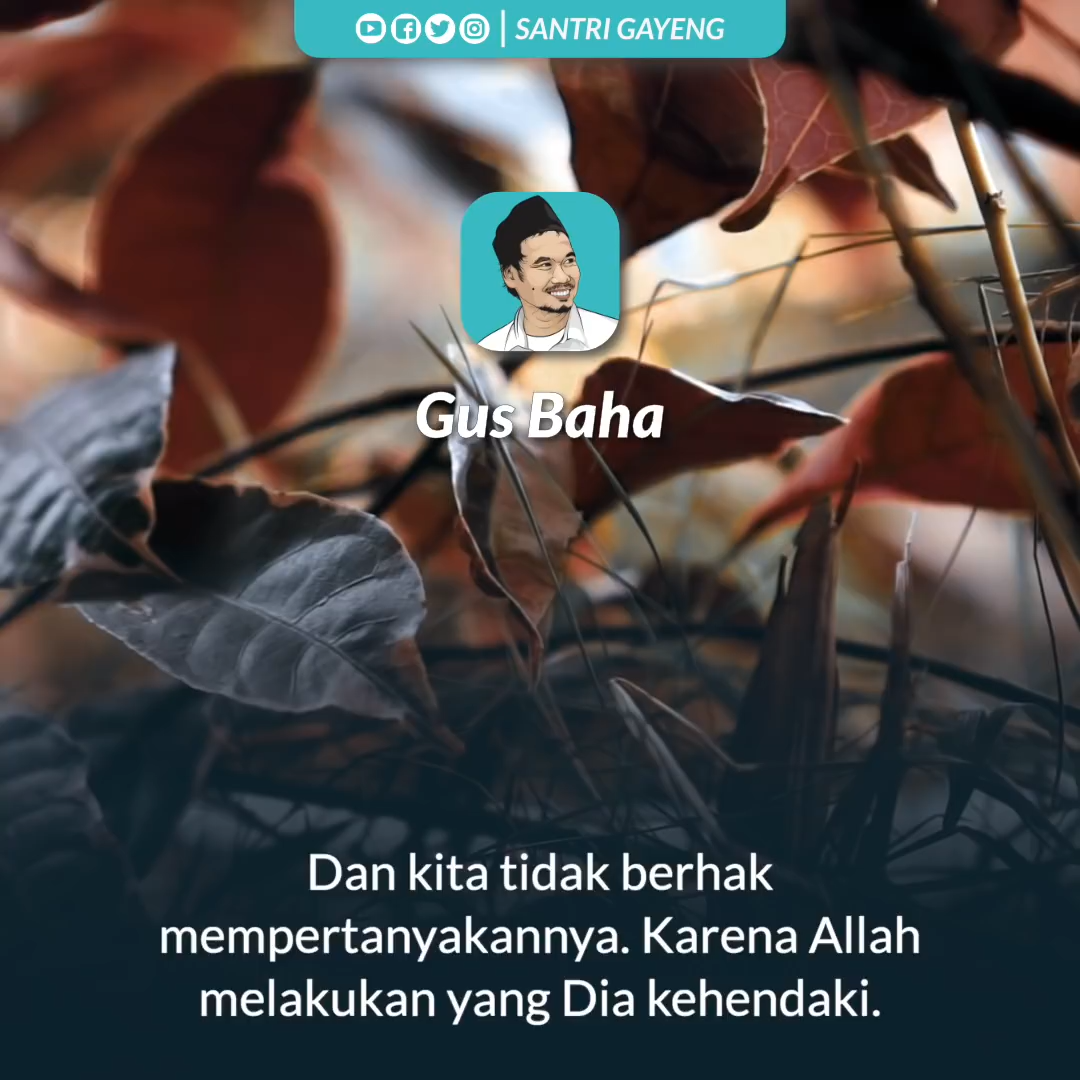 SANTRI GAYENG
Gus Baha
Dan kita tidak berhak
mempertanyakannya. Karena Allah
melakukan yang Dia kehendaki.